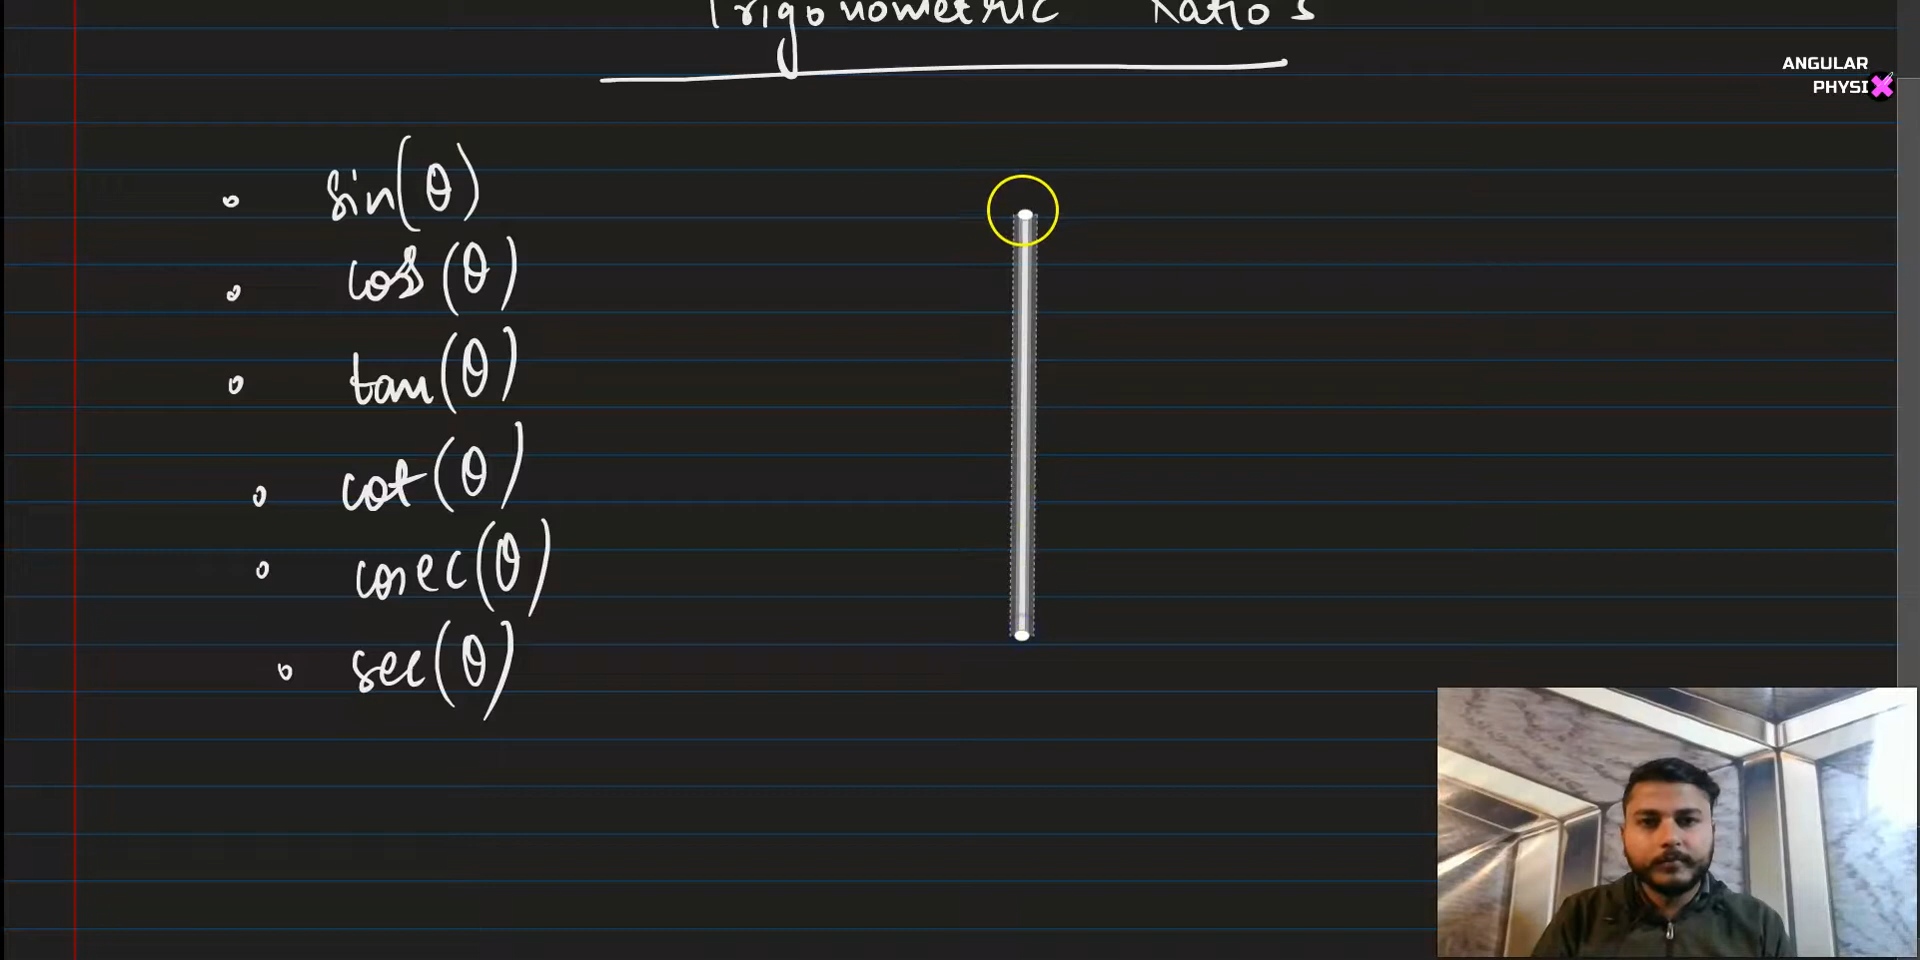 Trigonometric Ratio's
ANGULAR
PHYSI
• sin(θ)
• cos(θ)
• tan(θ)
• cot(θ)
• cosec(θ)
• sec(θ)